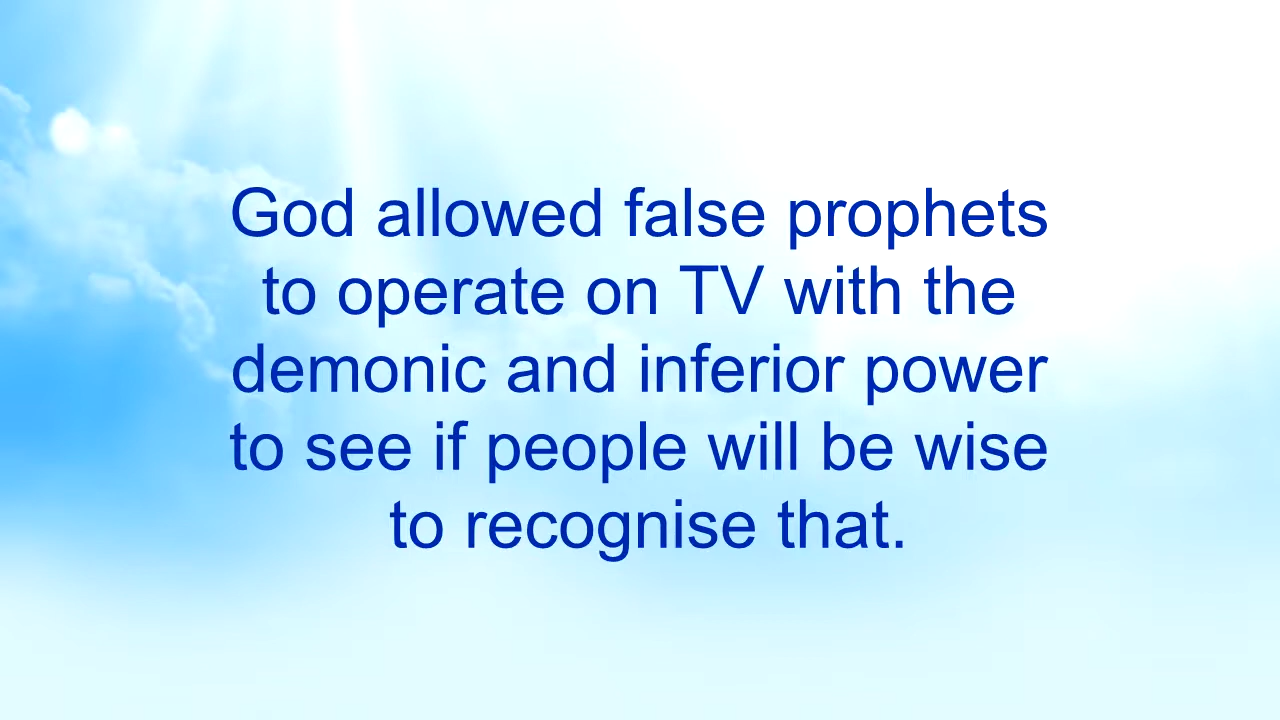 God allowed false prophets
to operate on TV with the
demonic and inferior power
to see if people will be wise
to recognise that.